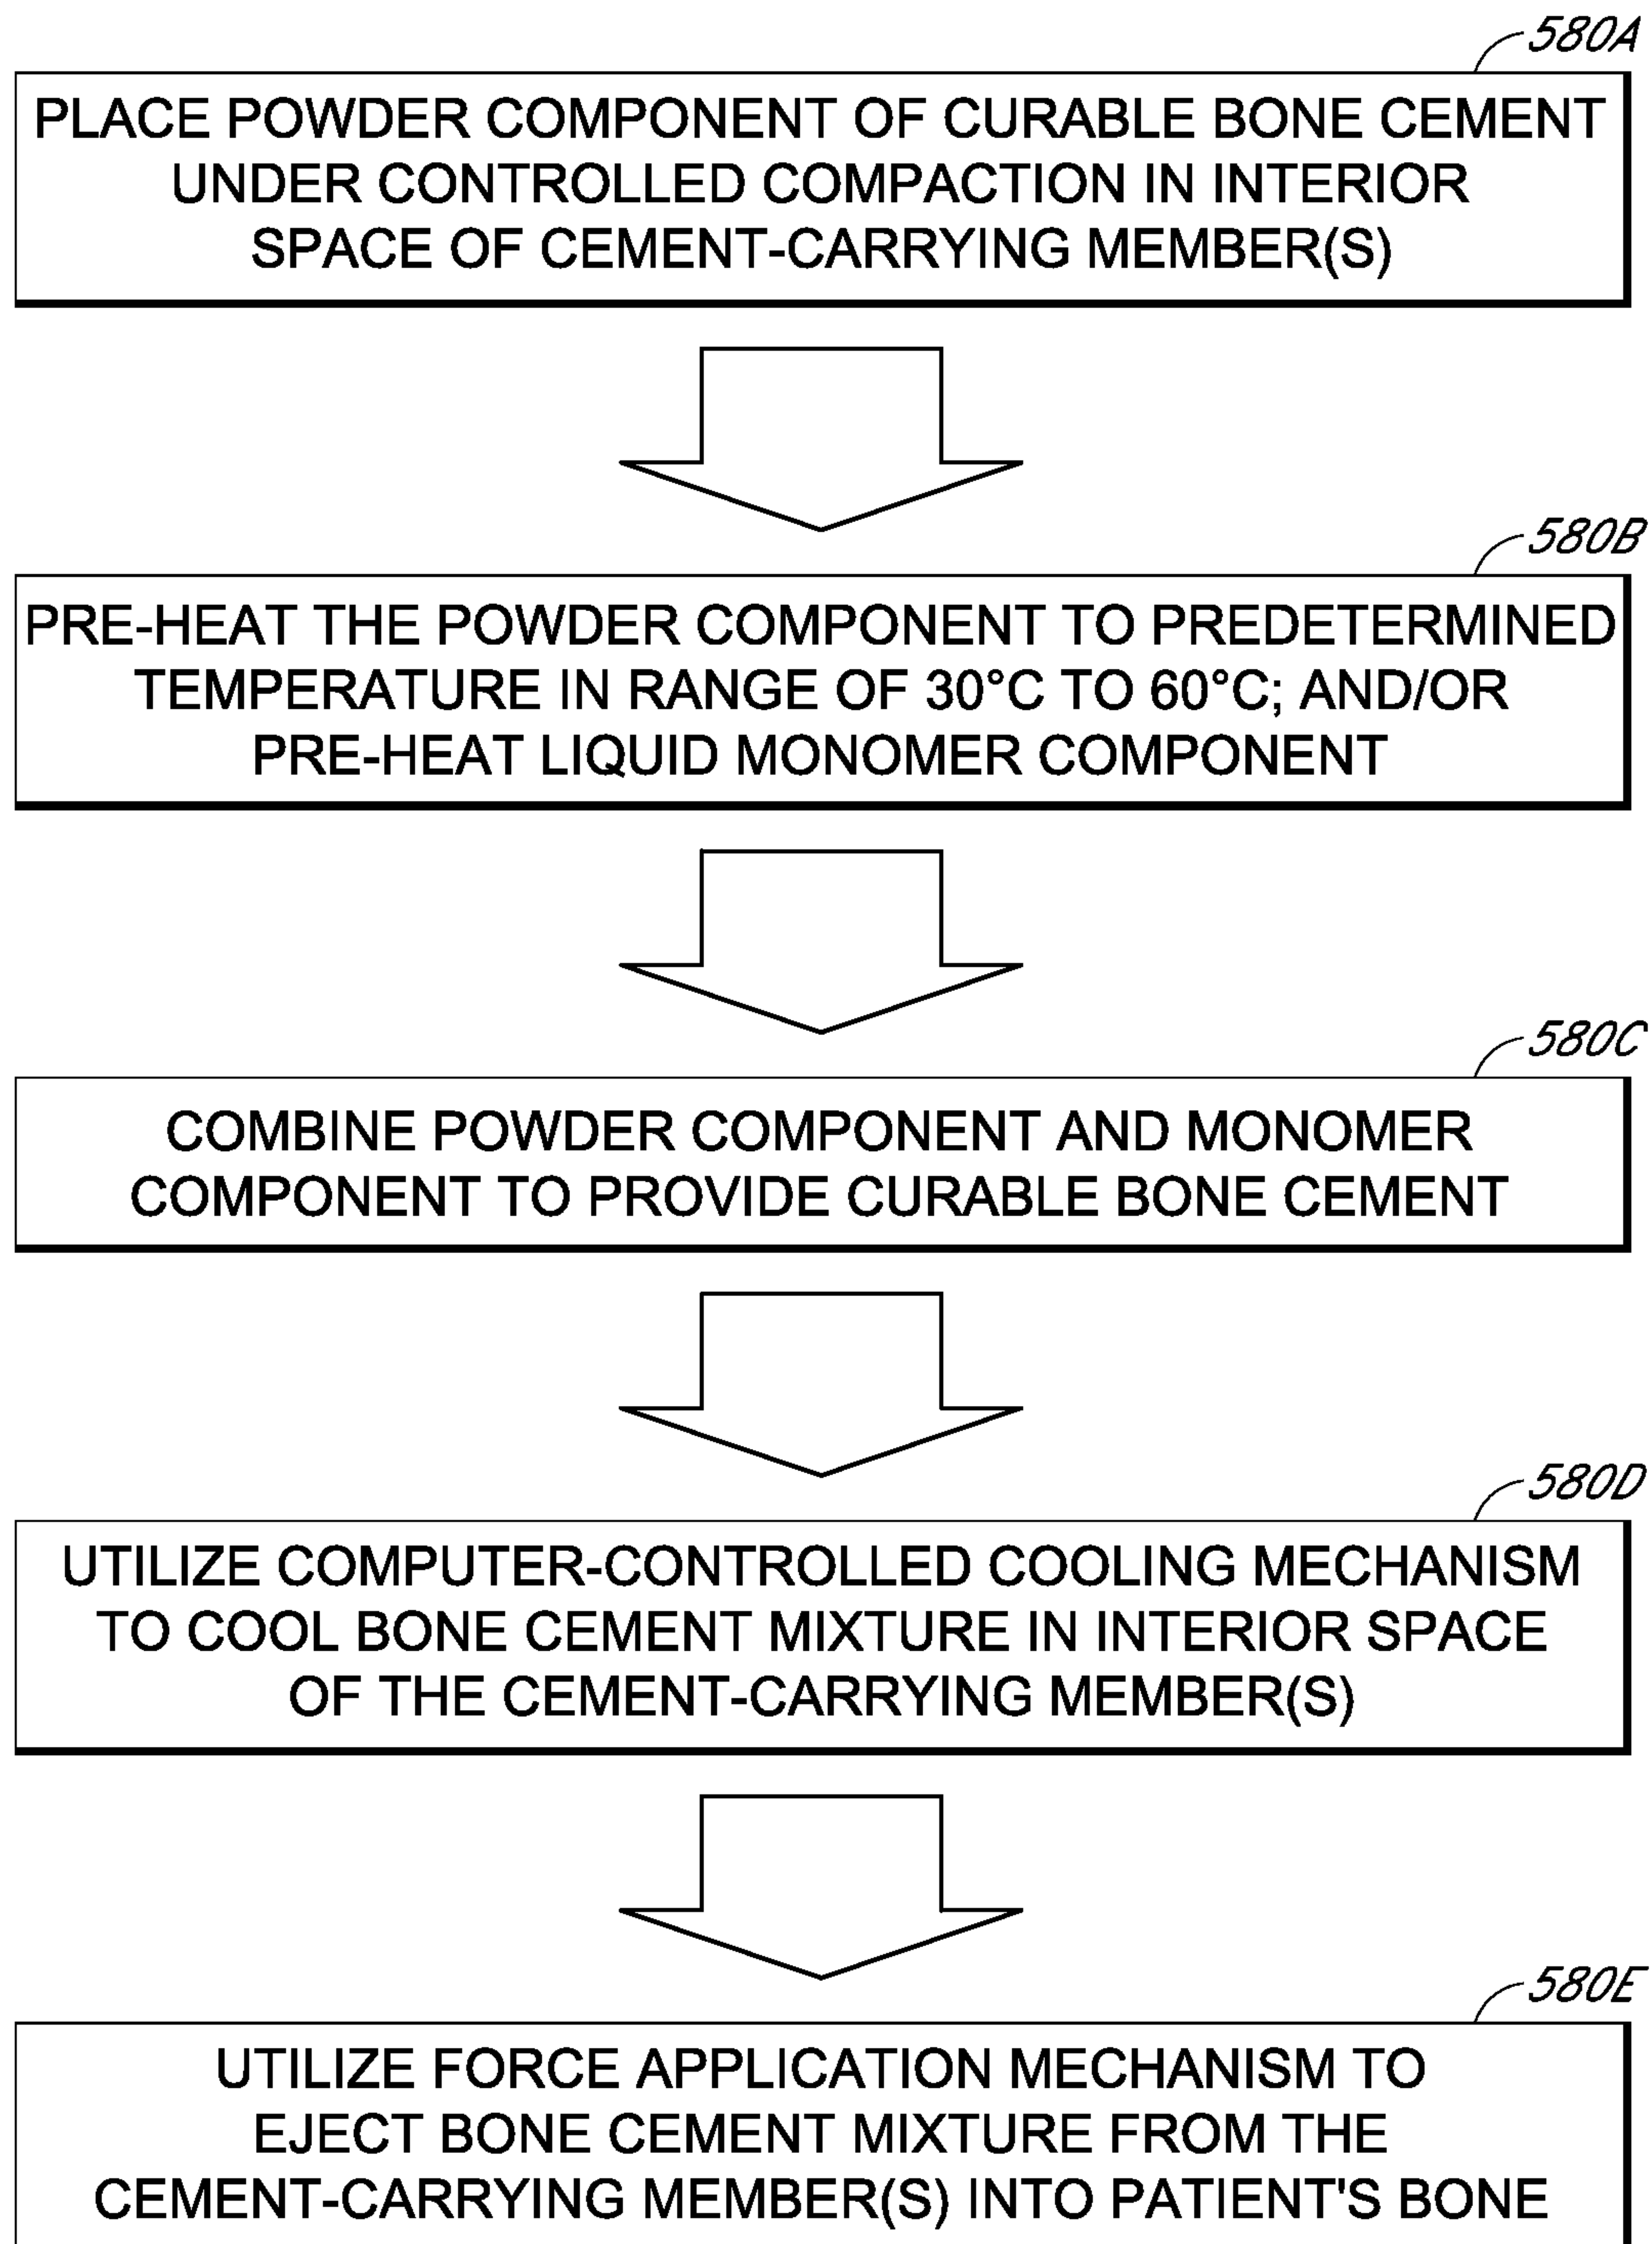 580A
PLACE POWDER COMPONENT OF CURABLE BONE CEMENT
UNDER CONTROLLED COMPACTION IN INTERIOR
SPACE OF CEMENT-CARRYING MEMBER(S)
580B
PRE-HEAT THE POWDER COMPONENT TO PREDETERMINED
TEMPERATURE IN RANGE OF 30°C TO 60°C; AND/OR
PRE-HEAT LIQUID MONOMER COMPONENT
580C
COMBINE POWDER COMPONENT AND MONOMER
COMPONENT TO PROVIDE CURABLE BONE CEMENT
580D
UTILIZE COMPUTER-CONTROLLED COOLING MECHANISM
TO COOL BONE CEMENT MIXTURE IN INTERIOR SPACE
OF THE CEMENT-CARRYING MEMBER(S)
580E
UTILIZE FORCE APPLICATION MECHANISM TO
EJECT BONE CEMENT MIXTURE FROM THE
CEMENT-CARRYING MEMBER(S) INTO PATIENT'S BONE